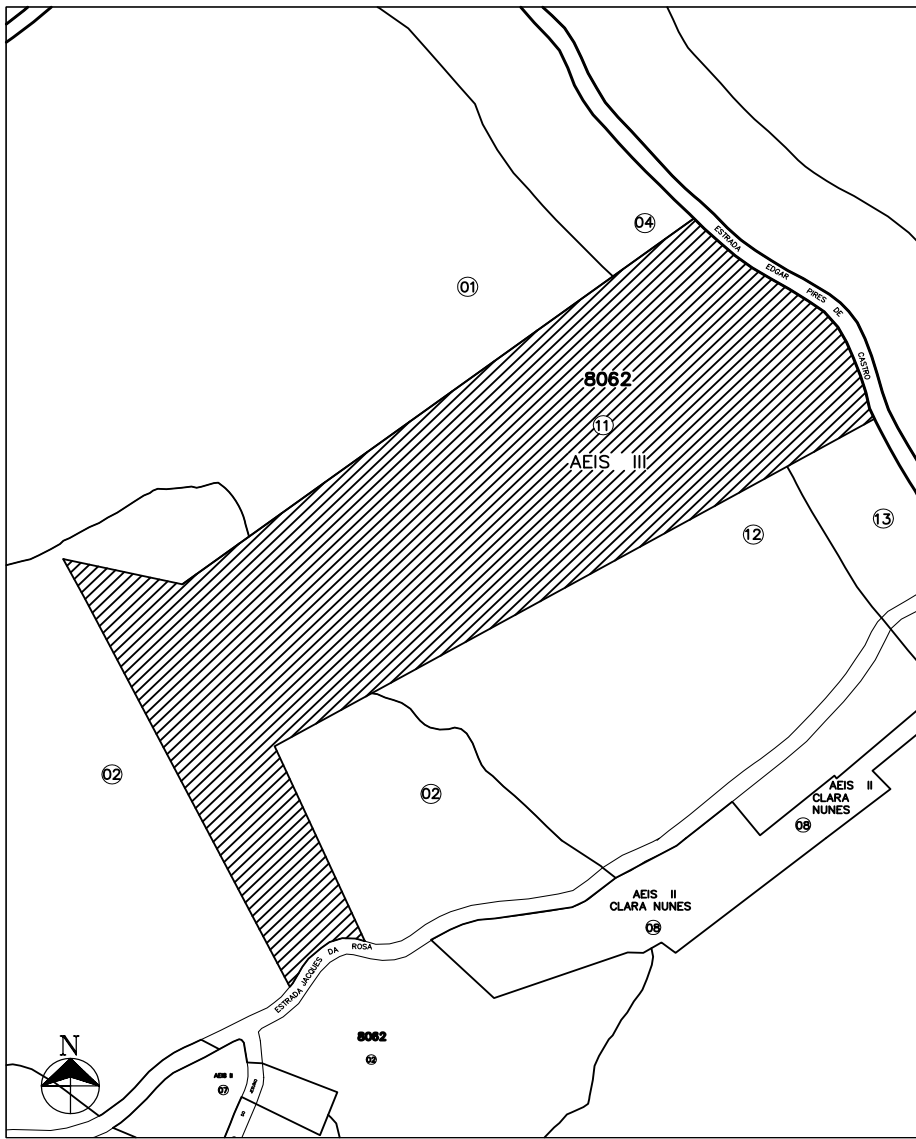 04
ESTRADA EDGAR PIRES DE CASTRO
01
8062
11
AEIS III
13
12
02
02
AEIS II
CLARA
NUNES
08
AEIS II
CLARA NUNES
08
ESTRADA JACQUES DA ROSA
8062
02
N
AEIS II
07